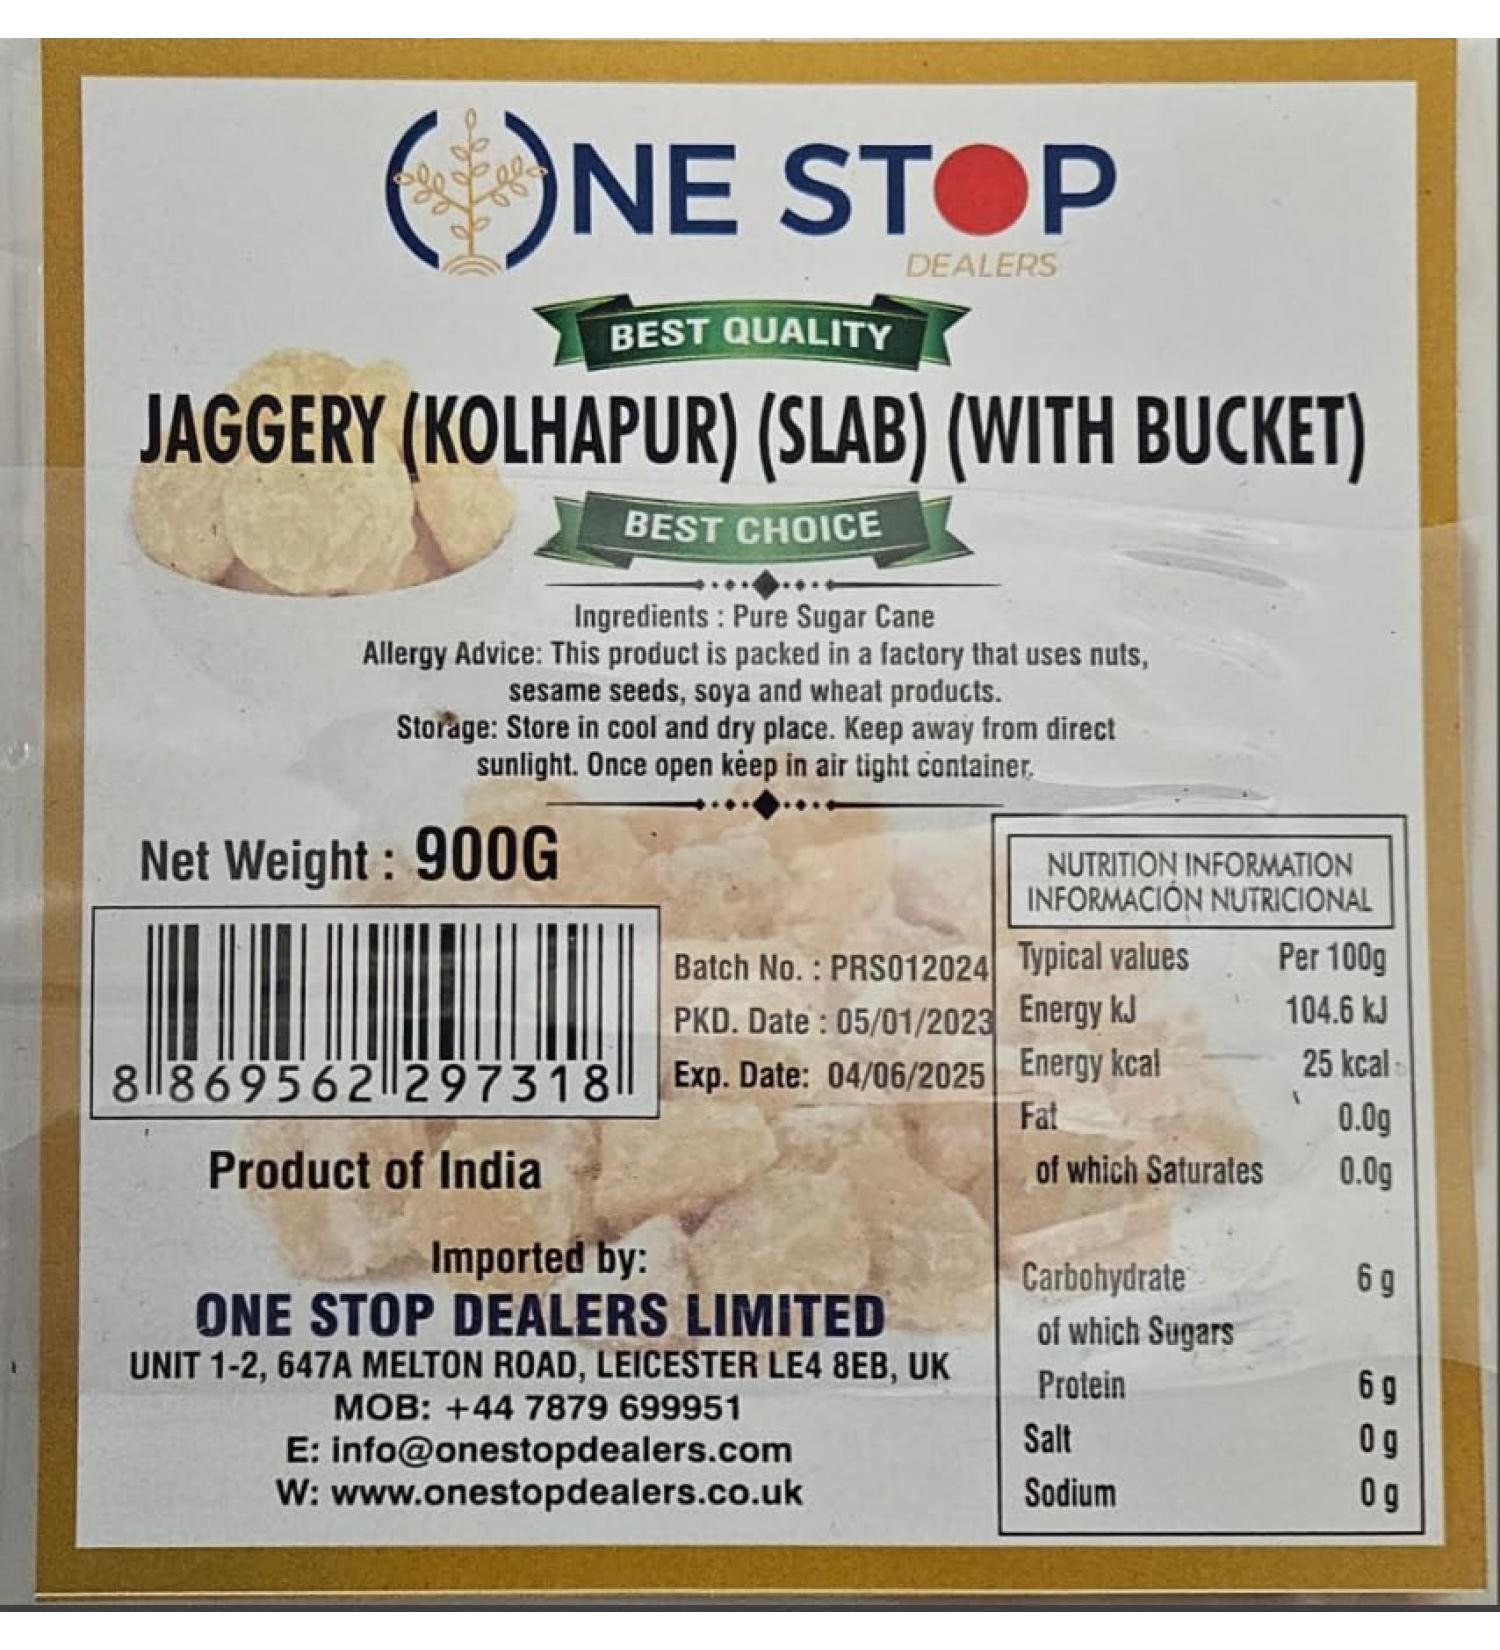 ONE STOP
DEALERS
BEST QUALITY
JAGGERY (KOLHAPUR) (SLAB) (WITH BUCKET)
BEST CHOICE
Ingredients : Pure Sugar Cane
Allergy Advice: This product is packed in a factory that uses nuts,
sesame seeds, soya and wheat products.
Storage: Store in cool and dry place. Keep away from direct
sunlight. Once open keep in air tight container.
Net Weight : 900G
8 869562 297318
Batch No. : PRS012024
PKD. Date : 05/01/2023
Exp. Date: 04/06/2025
Product of India
Imported by:
ONE STOP DEALERS LIMITED
UNIT 1-2, 647A MELTON ROAD, LEICESTER LE4 8EB, UK
MOB: +44 7879 699951
E: info@onestopdealers.com
W: www.onestopdealers.co.uk
NUTRITION INFORMATION
INFORMACIÓN NUTRICIONAL
Typical values Per 100g
Energy kJ 104.6 kJ
Energy kcal 25 kcal
Fat 0.0g
of which Saturates 0.0g
Carbohydrate 6 g
of which Sugars
Protein 6 g
Salt 0 g
Sodium 0 g